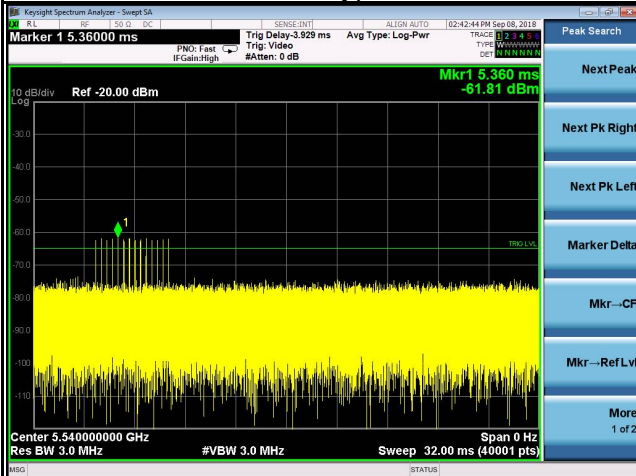 Keysight Spectrum Analyzer - Swept SA
LXI RL RF 50 Ω DC SENSE:INT ALIGN AUTO 02:42:44 PM Sep 08, 2018
Marker 1 5.36000 ms
PNO: Fast
IFGain:High
Trig Delay-3.929 ms
Trig: Video
#Atten: 0 dB
Avg Type: Log-Pwr
TRACE 1 2 3 4 5 6
TYPE WWWWWW
DET N N N N N N
Peak Search
Mkr1 5.360 ms
-61.81 dBm
10 dB/div Ref -20.00 dBm
Log
-30.0
-40.0
-50.0
-60.0
-70.0
-80.0
-90.0
-100
-110
1
TRIG LVL
Center 5.540000000 GHz
Span 0 Hz
Res BW 3.0 MHz
#VBW 3.0 MHz
Sweep 32.00 ms (40001 pts)
MSG
STATUS
Next Peak
Next Pk Right
Next Pk Left
Marker Delta
Mkr→CF
Mkr→Ref Lvl
More
1 of 2